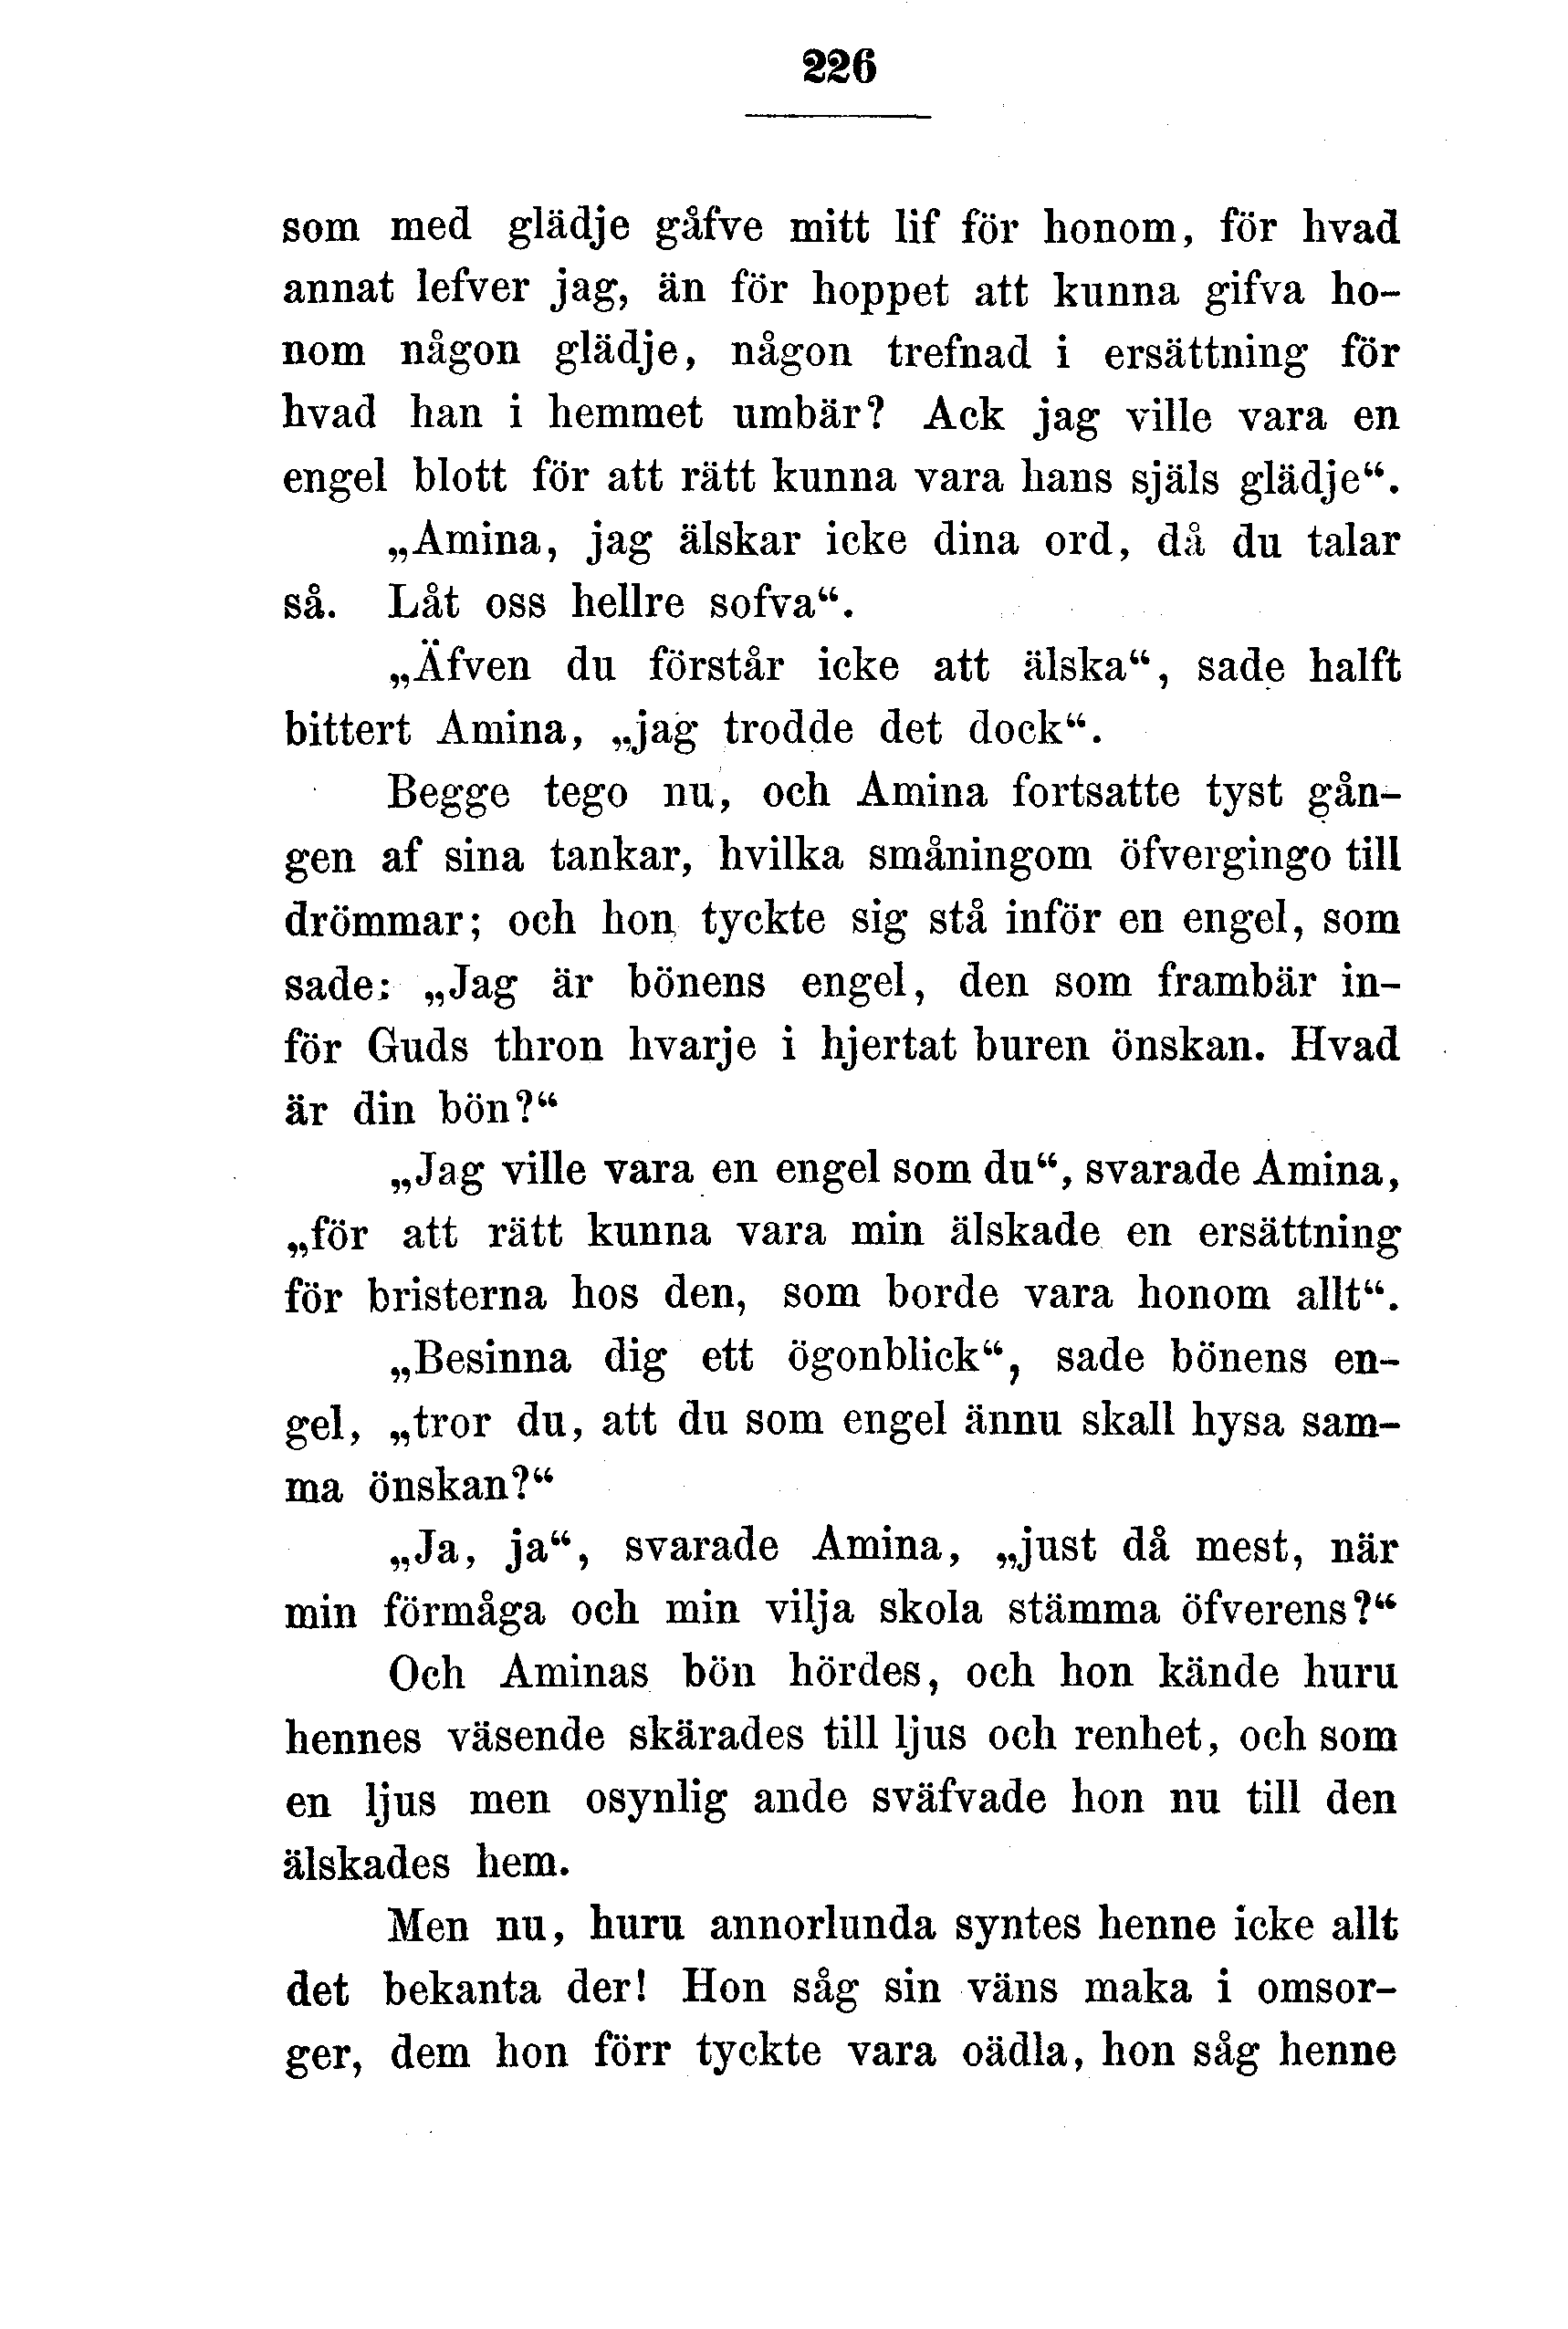 226
som med glädje gåfve mitt lif för honom, för hvad
annat lefver jag, än för hoppet att kunna gifva ho-
nom någon glädje, någon trefnad i ersättning för
hvad han i hemmet umbär? Ack jag ville vara en
engel blott för att rätt kunna vara hans själs glädje“.
„Amina, jag älskar icke dina ord, då du talar
så. Låt oss hellre sofva“.
„Äfven du förstår icke att älska“, sade halft
bittert Amina, „jag trodde det dock“.
Begge tego nu, och Amina fortsatte tyst gån-
gen af sina tankar, hvilka småningom öfvergingo till
drömmar; och hon tyckte sig stå inför en engel, som
sade: „Jag är bönens engel, den som frambär in-
för Guds thron hvarje i hjertat buren önskan. Hvad
är din bön?“
„Jag ville vara en engel som du“, svarade Amina,
„för att rätt kunna vara min älskade en ersättning
för bristerna hos den, som borde vara honom allt“.
„Besinna dig ett ögonblick“, sade bönens en-
gel, „tror du, att du som engel ännu skall hysa sam-
ma önskan?“
„Ja, ja“, svarade Amina, „just då mest, när
min förmåga och min vilja skola stämma öfverens?“
Och Aminas bön hördes, och hon kände huru
hennes väsende skärades till ljus och renhet, och som
en ljus men osynlig ande sväfvade hon nu till den
älskades hem.
Men nu, huru annorlunda syntes henne icke allt
det bekanta der! Hon såg sin väns maka i omsor-
ger, dem hon förr tyckte vara oädla, hon såg henne